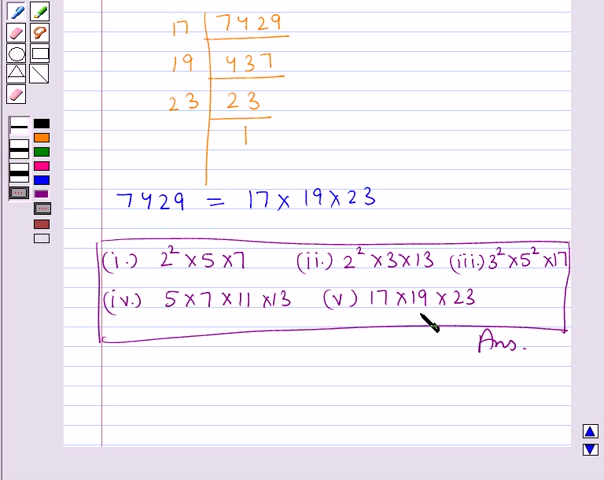 17 | 7429
19 | 437
23 | 23
1
7429 = 17 × 19 × 23
(i.) 2² × 5 × 7 (ii.) 2² × 3 × 13 (iii.) 3² × 5² × 17
(iv.) 5 × 7 × 11 × 13 (v) 17 × 19 × 23
Ans.